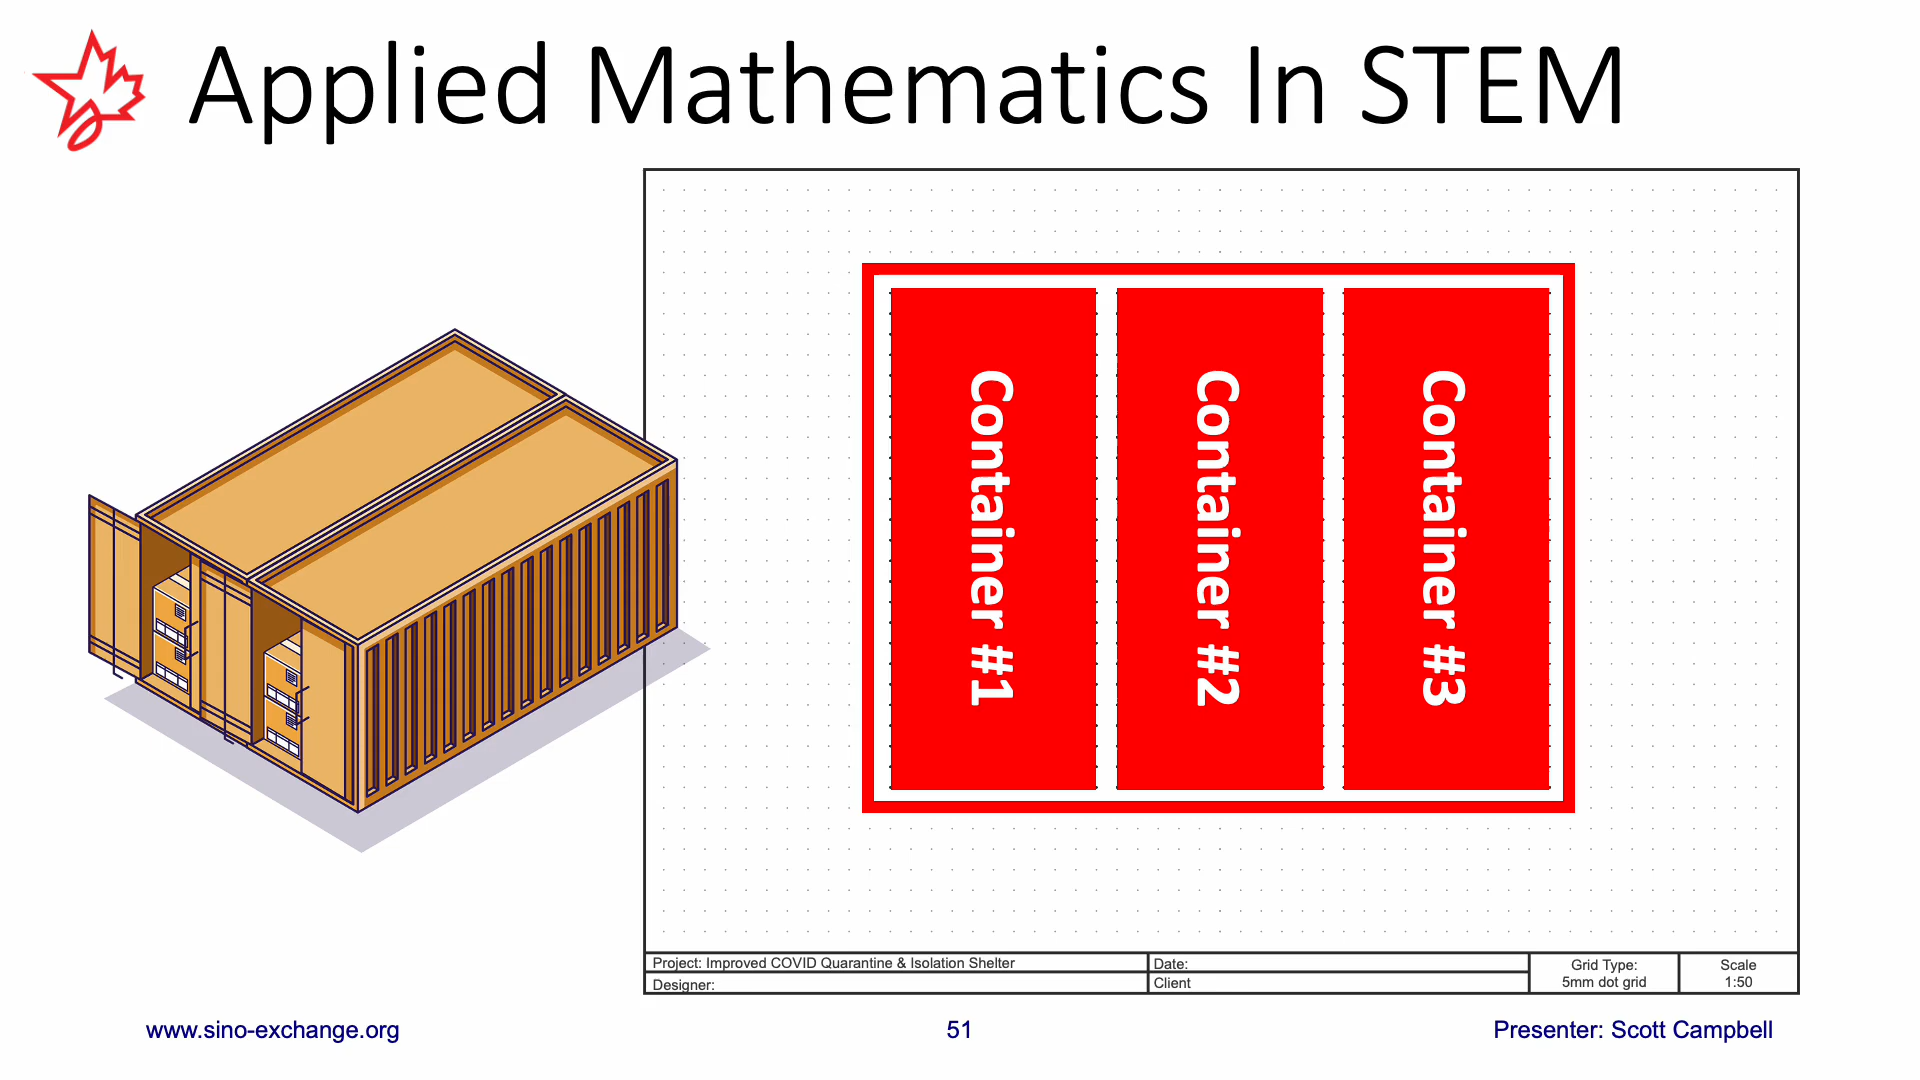 Applied Mathematics In STEM
Container #1
Container #2
Container #3
Project: Improved COVID Quarantine & Isolation Shelter
Designer:
Date:
Client
Grid Type:
5mm dot grid
Scale
1:50
www.sino-exchange.org
51
Presenter: Scott Campbell